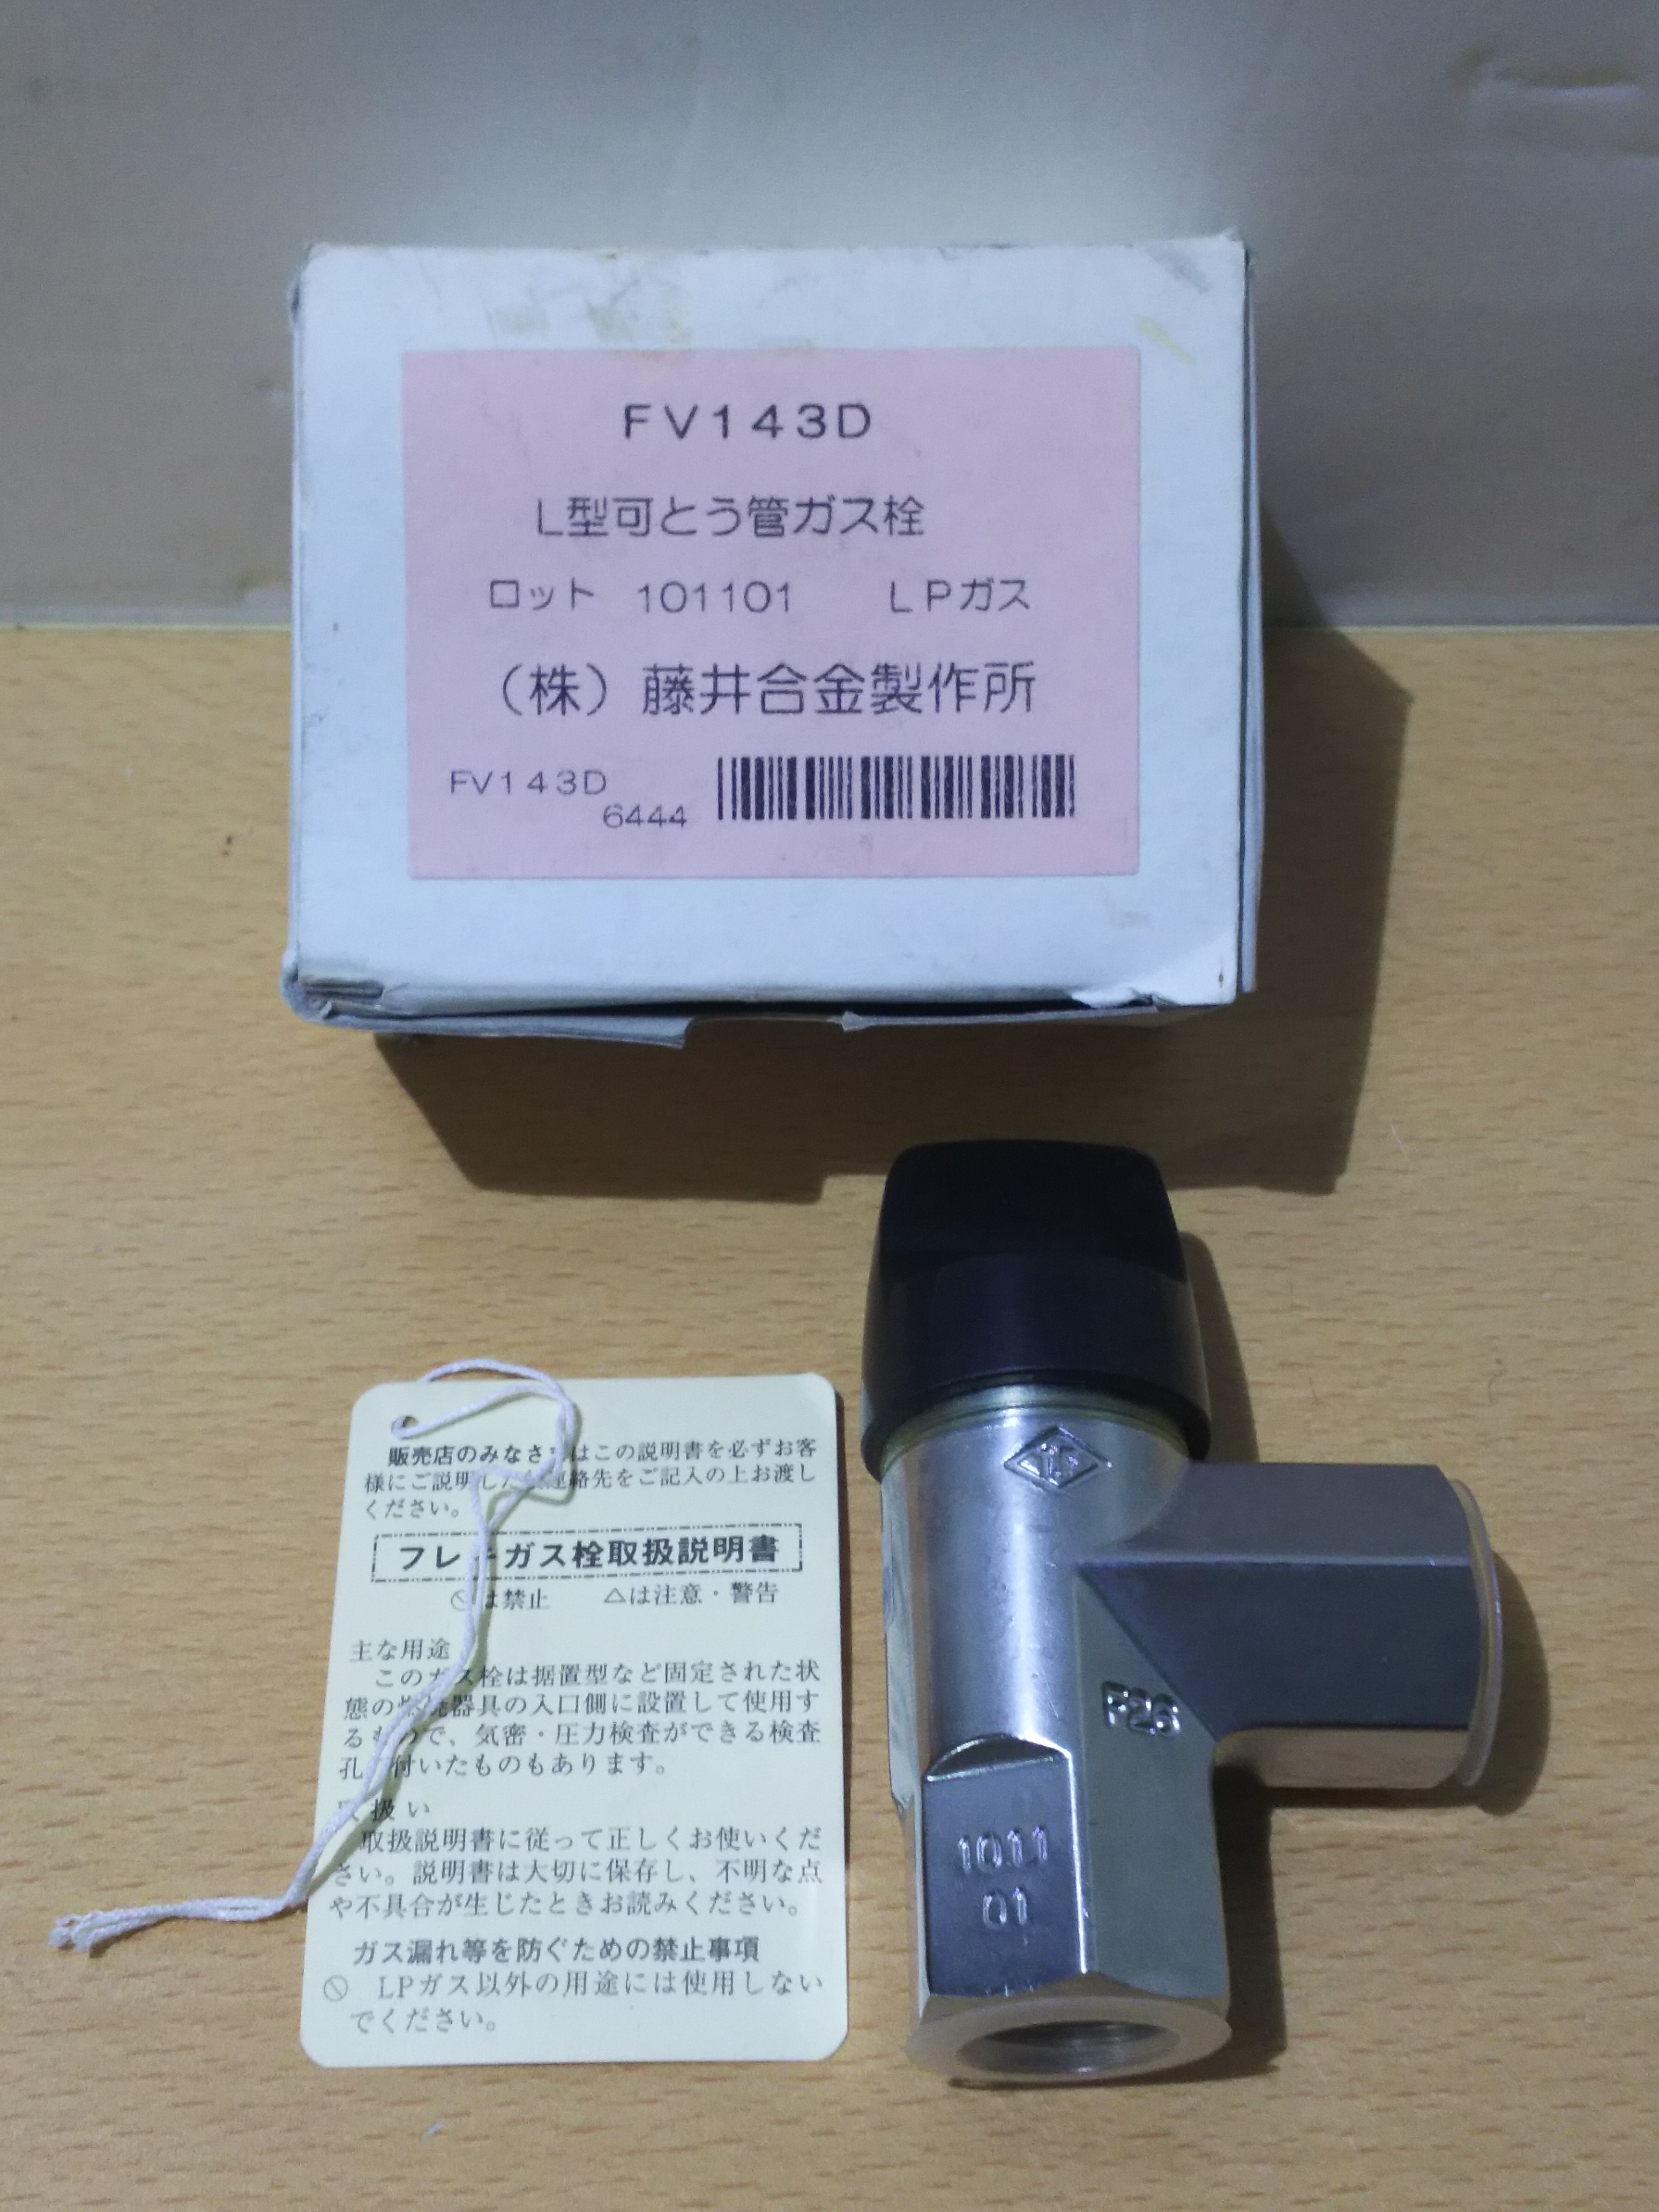 FV143D
L型可とう管ガス栓
ロット 101101 LPガス
(株)藤井合金製作所
FV143D
6444
販売店のみなさ はこの説明書を必ずお客
様にご説明し 連絡先をご記入の上お渡し
ください。
フレキガス栓取扱説明書
は禁止 △は注意・警告
主な用途
このガス栓は据置型など固定された状
態の燃焼器具の入口側に設置して使用す
るもので、気密・圧力検査ができる検査
孔 付いたものもあります。
取扱い
取扱説明書に従って正しくお使いくだ
さい。説明書は大切に保存し、不明な点
や不具合が生じたときお読みください。
ガス漏れ等を防ぐための禁止事項
LPガス以外の用途には使用しない
でください。
F26
1011
01